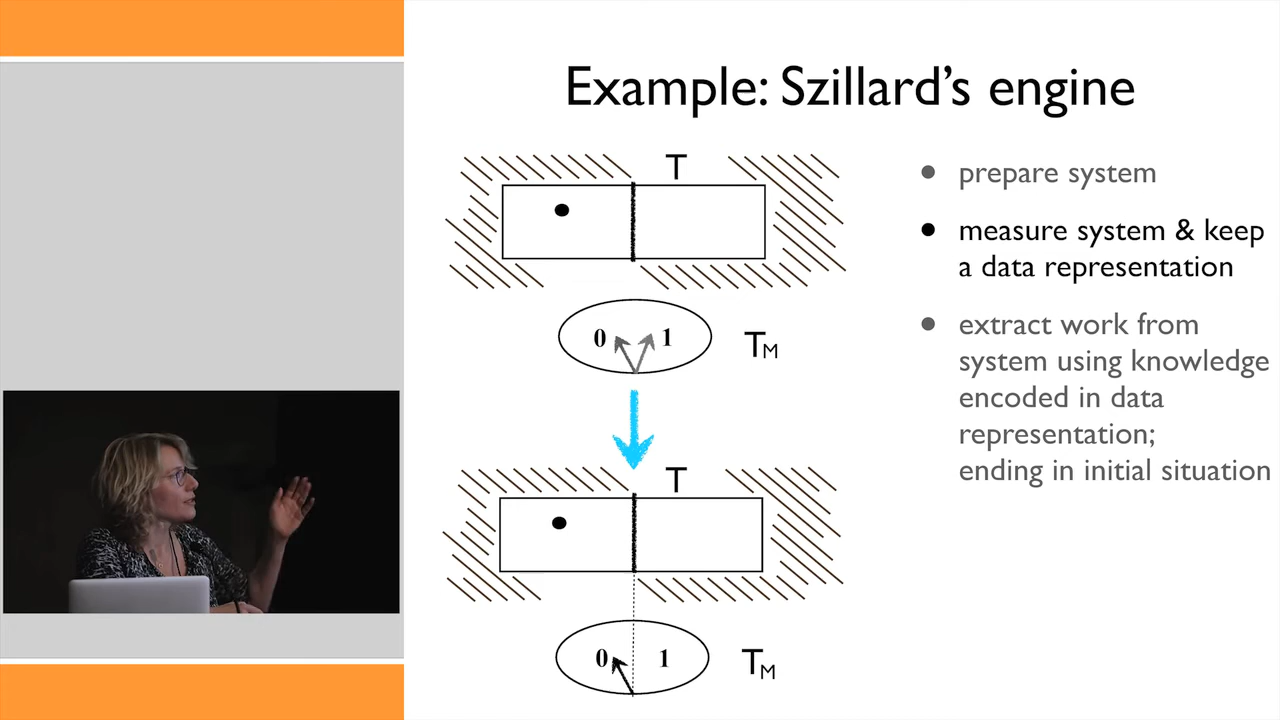 Example: Szillard's engine
T
0 1
TM
T
0 1
TM
• prepare system
• measure system & keep
a data representation
• extract work from
system using knowledge
encoded in data
representation;
ending in initial situation